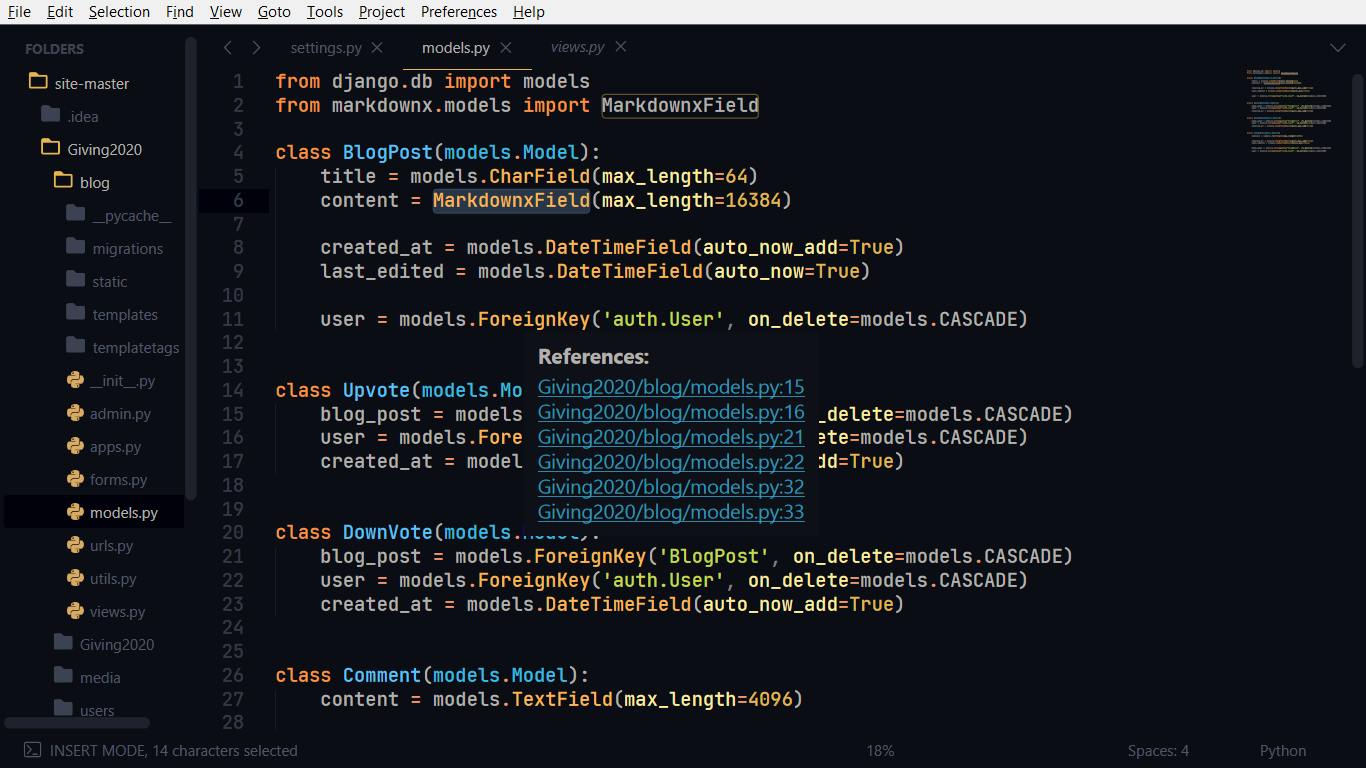 File Edit Selection Find View Goto Tools Project Preferences Help
FOLDERS
site-master
.idea
Giving2020
blog
__pycache__
migrations
static
templates
templatetags
__init__.py
admin.py
apps.py
forms.py
models.py
urls.py
utils.py
views.py
Giving2020
media
users
settings.py models.py views.py
1 from django.db import models
2 from markdownx.models import MarkdownxField
3
4 class BlogPost(models.Model):
5 title = models.CharField(max_length=64)
6 content = MarkdownxField(max_length=16384)
7
8 created_at = models.DateTimeField(auto_now_add=True)
9 last_edited = models.DateTimeField(auto_now=True)
10
11 user = models.ForeignKey('auth.User', on_delete=models.CASCADE)
12
13
14 class Upvote(models.Mo
15 blog_post = models _delete=models.CASCADE)
16 user = models.Fore te=models.CASCADE)
17 created_at = model dd=True)
18
19
20 class DownVote(models.Model):
21 blog_post = models.ForeignKey('BlogPost', on_delete=models.CASCADE)
22 user = models.ForeignKey('auth.User', on_delete=models.CASCADE)
23 created_at = models.DateTimeField(auto_now_add=True)
24
25
26 class Comment(models.Model):
27 content = models.TextField(max_length=4096)
28
References:
Giving2020/blog/models.py:15
Giving2020/blog/models.py:16
Giving2020/blog/models.py:21
Giving2020/blog/models.py:22
Giving2020/blog/models.py:32
Giving2020/blog/models.py:33
INSERT MODE, 14 characters selected 18% Spaces: 4 Python